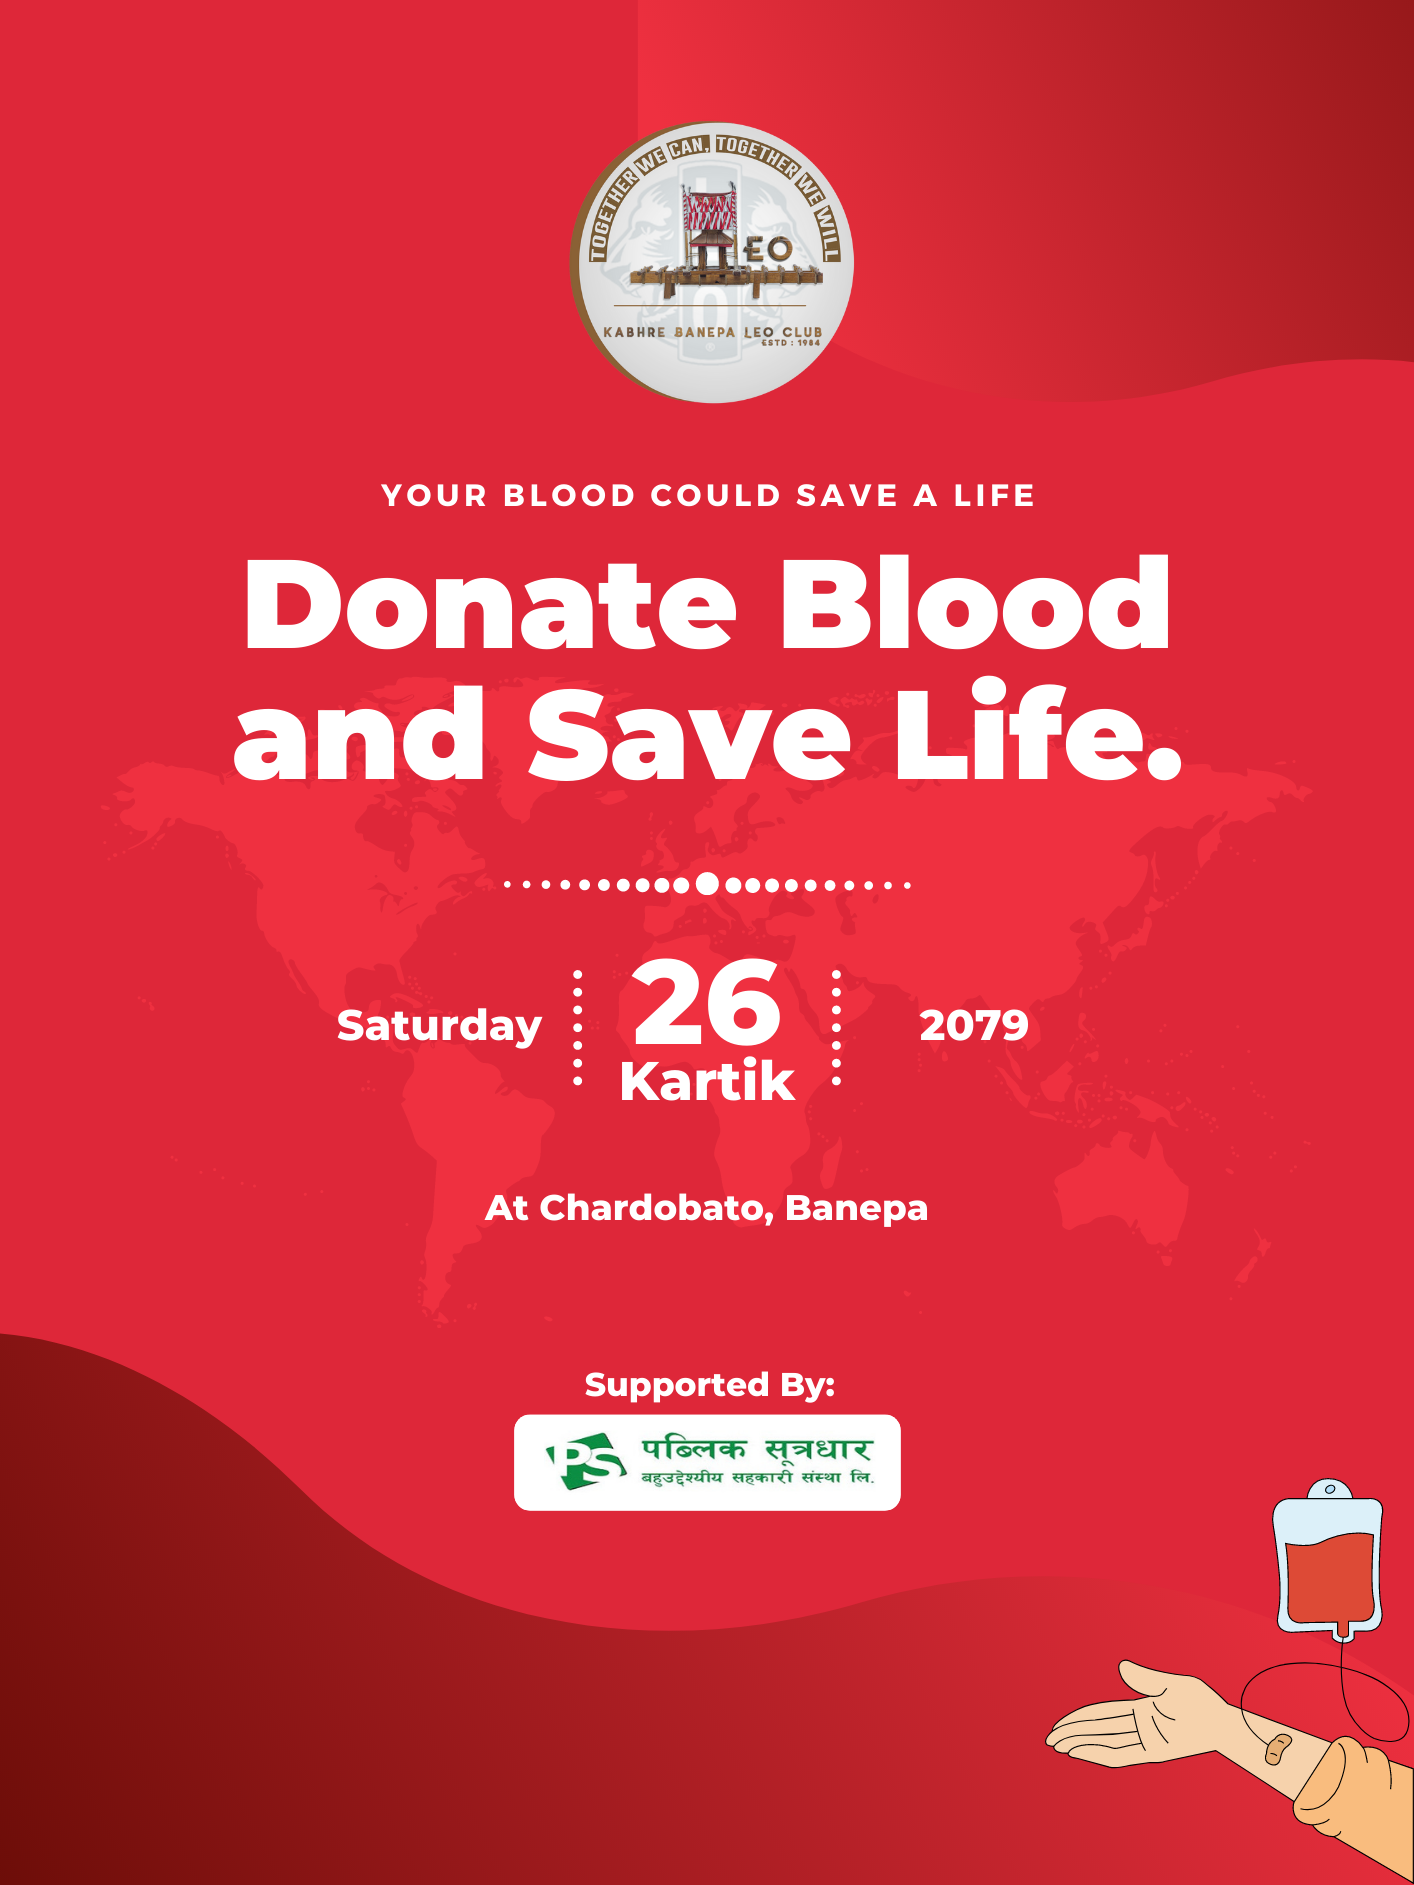 TOGETHER WE CAN, TOGETHER WE WILL
LEO
KABHRE BANEPA LEO CLUB
ESTD : 1984
YOUR BLOOD COULD SAVE A LIFE
Donate Blood
and Save Life.
Saturday
26
Kartik
2079
At Chardobato, Banepa
Supported By:
PS
पब्लिक सूत्रधार
बहुउद्देश्यीय सहकारी संस्था लि.